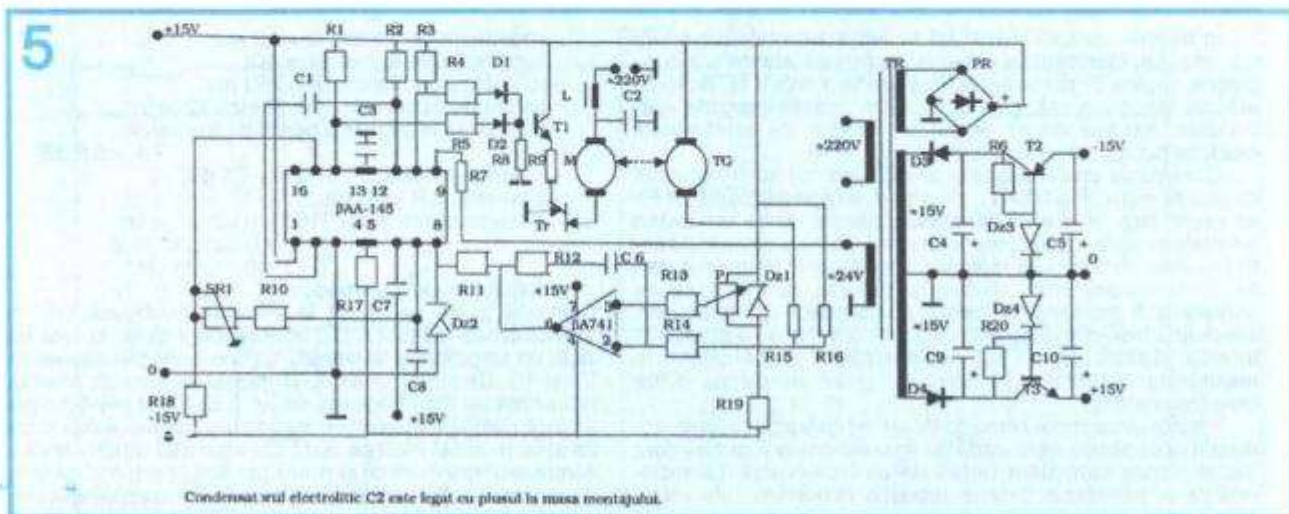 5
+15V
R1
R2
R3
R4
D1
C1
L
≈220V
C2
TR
PR
C3
T1
D2
R5
R8
R9
M
TG
≈220V
D3
R6
T2
-15V
R7
16
13 12
9
βAA-145
1
4 5
8
Tr
≈15V
Dz3
C4
C5
0
R12
C6
≈24V
SR1
R10
R17
C7
R11
+15V
R13
P
Dz1
Dz2
7
6
βA741
3
2
4
R14
R15
R16
Dz4
≈15V
R20
C9
C10
0
C8
R18
-15V
+15V
R19
D4
T3
+15V
Condensatorul electrolitic C2 este legat cu plusul la masa montajului.